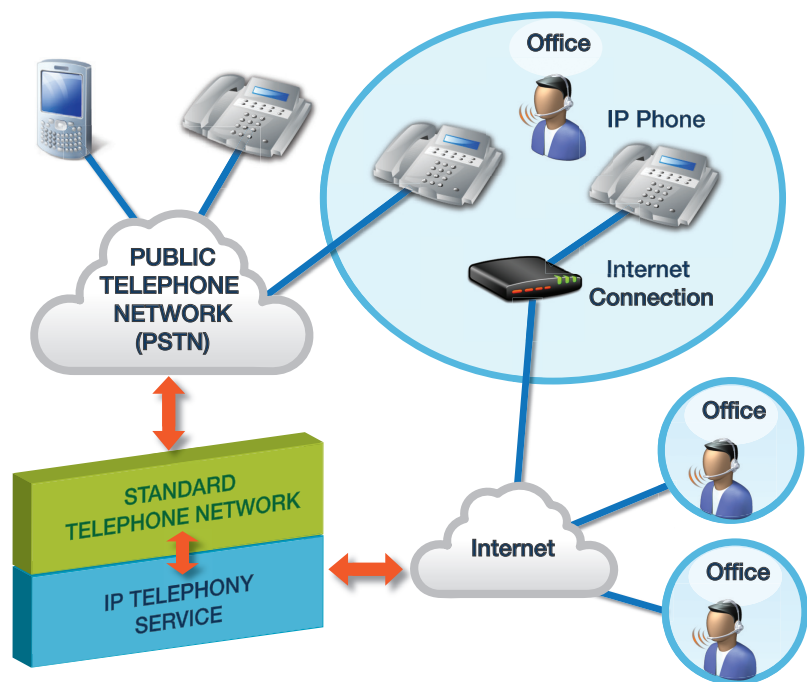 Office
IP Phone
PUBLIC
TELEPHONE
NETWORK
(PSTN)
Internet
Connection
Office
STANDARD
TELEPHONE NETWORK
Internet
IP TELEPHONY
SERVICE
Office